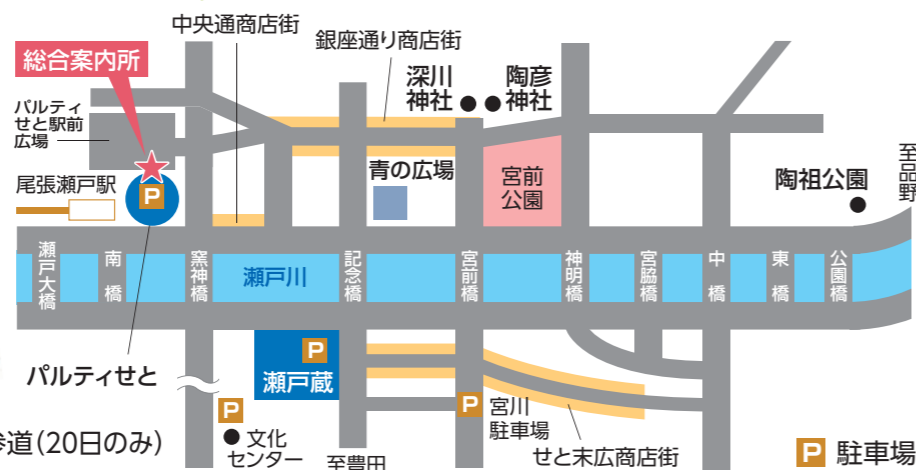 中央通商店街
銀座通り商店街
総合案内所
深川
神社
陶彦
神社
パルティ
せと駅前
広場
青の広場
宮前
公園
至品野
陶祖公園
尾張瀬戸駅
P
瀬戸大橋
南橋
窯神橋
瀬戸川
記念橋
宮前橋
神明橋
宮脇橋
中橋
東橋
公園橋
パルティせと
P
瀬戸蔵
P
文化
センター
至豊田
P
宮川
駐車場
せと末広商店街
参道(20日のみ)
P 駐車場